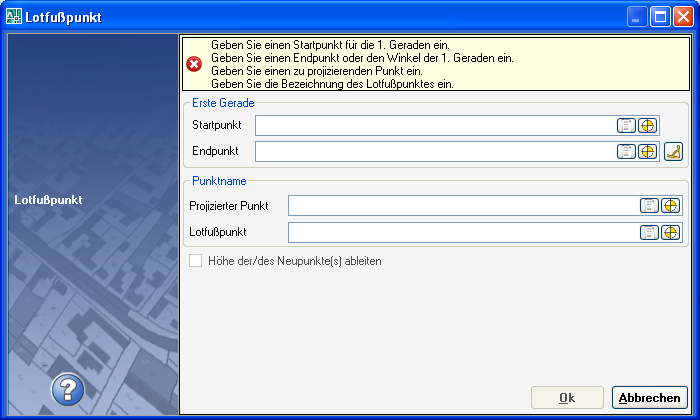 Lotfußpunkt
Geben Sie einen Startpunkt für die 1. Geraden ein.
Geben Sie einen Endpunkt oder den Winkel der 1. Geraden ein.
Geben Sie einen zu projizierenden Punkt ein.
Geben Sie die Bezeichnung des Lotfußpunktes ein.
Erste Gerade
Startpunkt
Endpunkt
Lotfußpunkt
Punktname
Projizierter Punkt
Lotfußpunkt
Höhe der/des Neupunkte(s) ableiten
?
Ok
Abbrechen